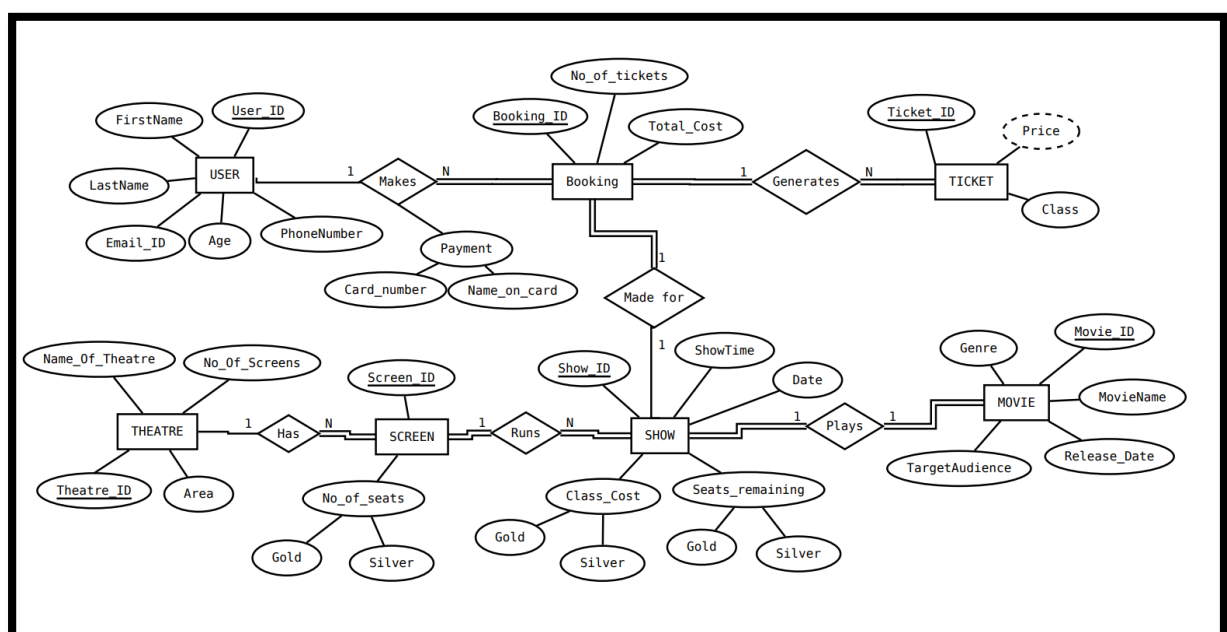 No_of_tickets
User_ID
FirstName
Booking_ID
Total_Cost
Ticket_ID
Price
USER
1
Makes
N
Booking
1
Generates
N
TICKET
LastName
Class
Email_ID
Age
PhoneNumber
Payment
Card_number
Name_on_card
1
Made for
1
Name_Of_Theatre
No_Of_Screens
Screen_ID
Show_ID
ShowTime
Date
Genre
Movie_ID
THEATRE
1
Has
N
SCREEN
1
Runs
N
SHOW
1
Plays
1
MOVIE
MovieName
Theatre_ID
Area
No_of_seats
Class_Cost
Seats_remaining
TargetAudience
Release_Date
Gold
Silver
Gold
Silver
Gold
Silver